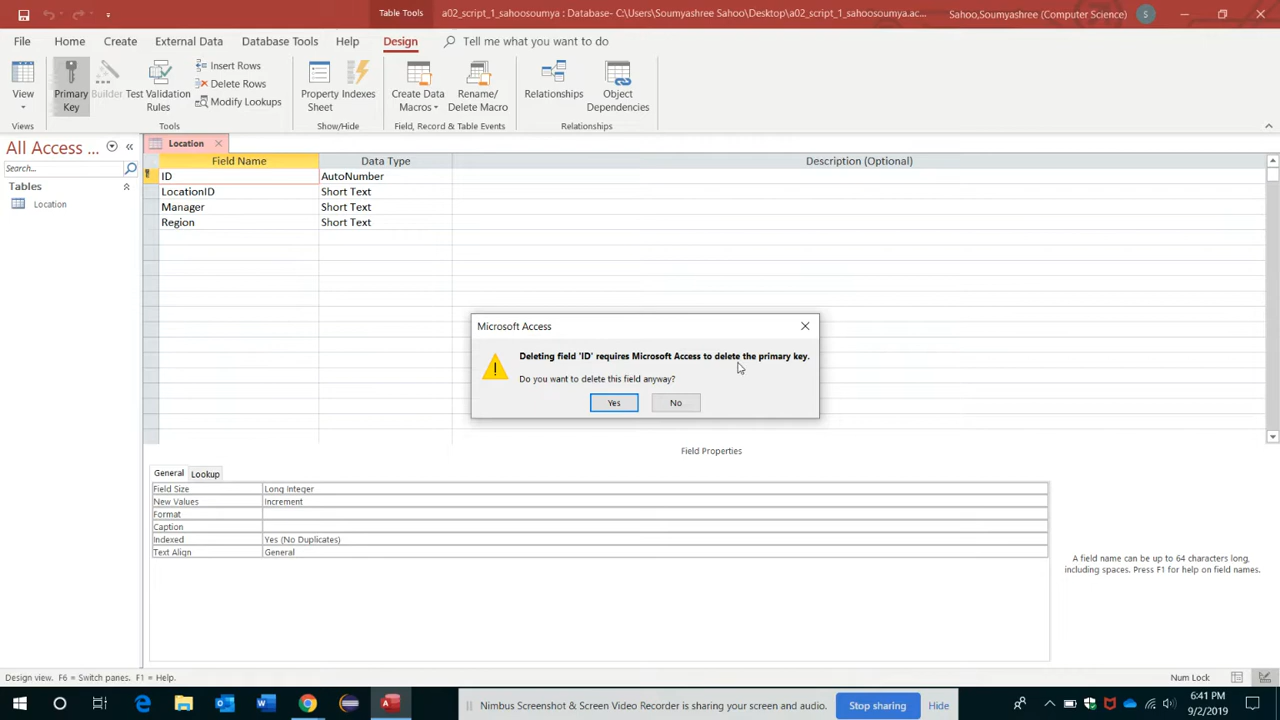 Table Tools
a02_script_1_sahoosoumya : Database- C:\Users\Soumyashree Sahoo\Desktop\a02_script_1_sahoosoumya.ac...
Sahoo,Soumyashree (Computer Science)
S
File
Home
Create
External Data
Database Tools
Help
Design
Tell me what you want to do
View
Primary Key
Builder
Test Validation Rules
Insert Rows
Delete Rows
Modify Lookups
Property Sheet
Indexes
Create Data Macros
Rename/ Delete Macro
Relationships
Object Dependencies
Views
Tools
Show/Hide
Field, Record & Table Events
Relationships
All Access ...
Search...
Tables
Location
Location
Field Name
Data Type
Description (Optional)
ID
AutoNumber
LocationID
Short Text
Manager
Short Text
Region
Short Text
Microsoft Access
Deleting field 'ID' requires Microsoft Access to delete the primary key.
Do you want to delete this field anyway?
Yes
No
Field Properties
General
Lookup
Field Size
Long Integer
New Values
Increment
Format
Caption
Indexed
Yes (No Duplicates)
Text Align
General
A field name can be up to 64 characters long,
including spaces. Press F1 for help on field names.
Design view. F6 = Switch panes. F1 = Help.
Num Lock
Nimbus Screenshot & Screen Video Recorder is sharing your screen and audio.
Stop sharing
Hide
6:41 PM
9/2/2019